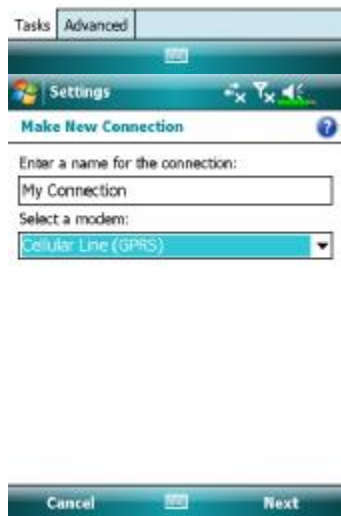 Tasks Advanced
Settings
Make New Connection
Enter a name for the connection:
My Connection
Select a modem:
Cellular Line (GPRS)
Cancel Next